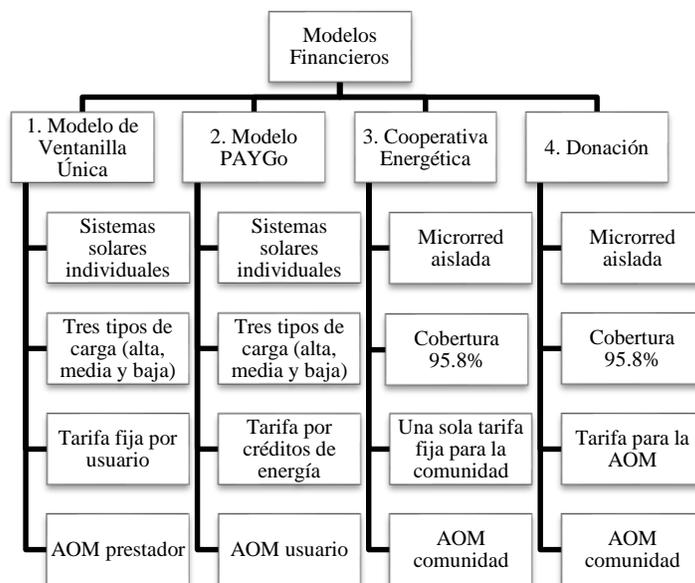 Modelos
Financieros
1. Modelo de
Ventanilla
Única
2. Modelo
PAYGo
3. Cooperativa
Energética
4. Donación
Sistemas
solares
individuales
Sistemas
solares
individuales
Microrred
aislada
Microrred
aislada
Tres tipos de
carga (alta,
media y baja)
Tres tipos de
carga (alta,
media y baja)
Cobertura
95.8%
Cobertura
95.8%
Tarifa fija por
usuario
Tarifa por
créditos de
energía
Una sola tarifa
fija para la
comunidad
Tarifa para la
AOM
AOM prestador
AOM usuario
AOM
comunidad
AOM
comunidad